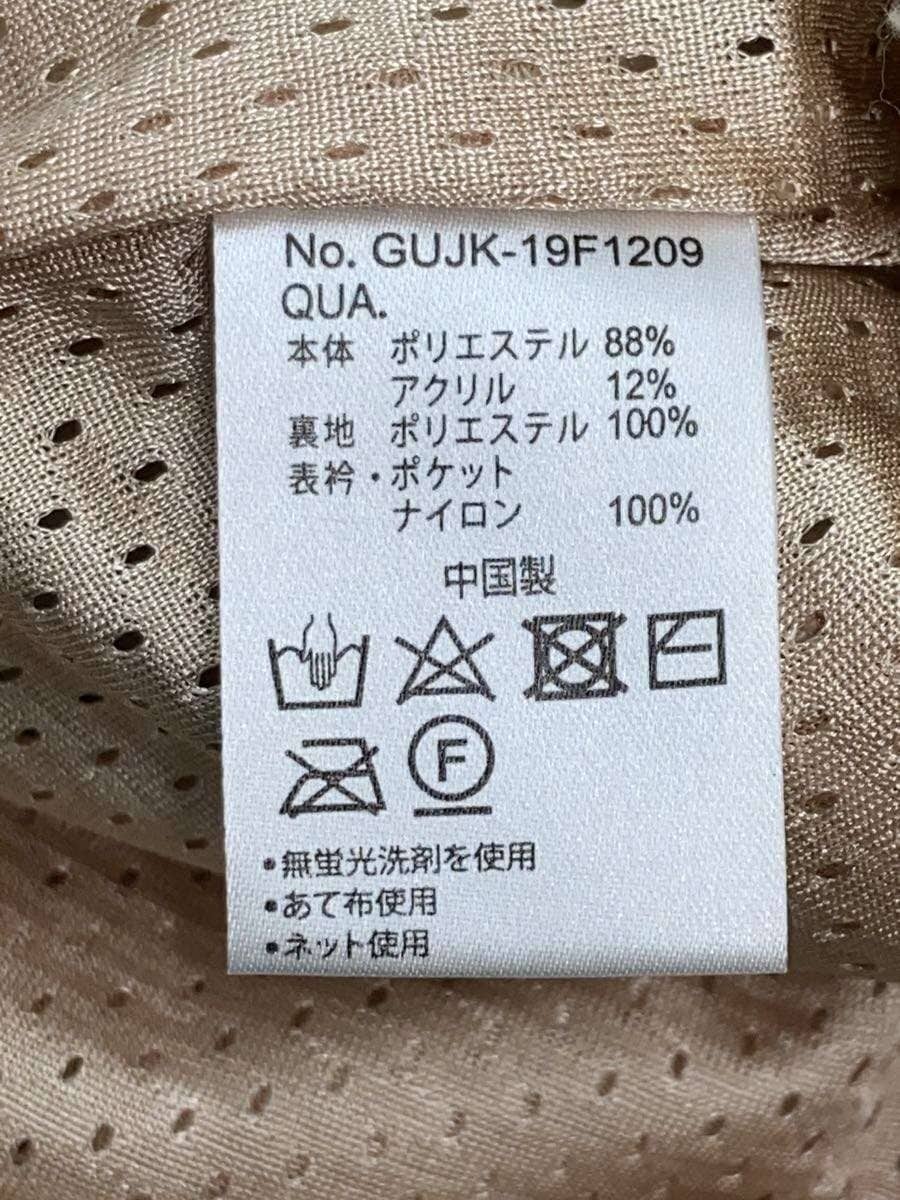 No. GUJK-19F1209
QUA.
本体 ポリエステル 88%
アクリル 12%
裏地 ポリエステル 100%
表衿・ポケット
ナイロン 100%
中国製
F
•無蛍光洗剤を使用
•あて布使用
•ネット使用